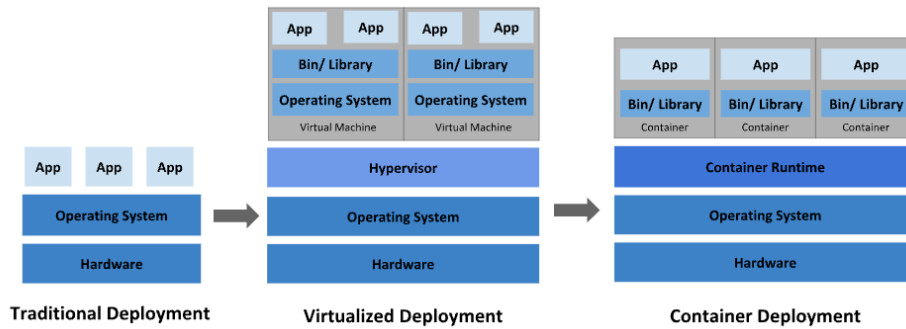 App App App
Operating System
Hardware
Traditional Deployment
App App App App
Bin/ Library Bin/ Library
Operating System Operating System
Virtual Machine Virtual Machine
Hypervisor
Operating System
Hardware
Virtualized Deployment
App App App
Bin/ Library Bin/ Library Bin/ Library
Container Container Container
Container Runtime
Operating System
Hardware
Container Deployment